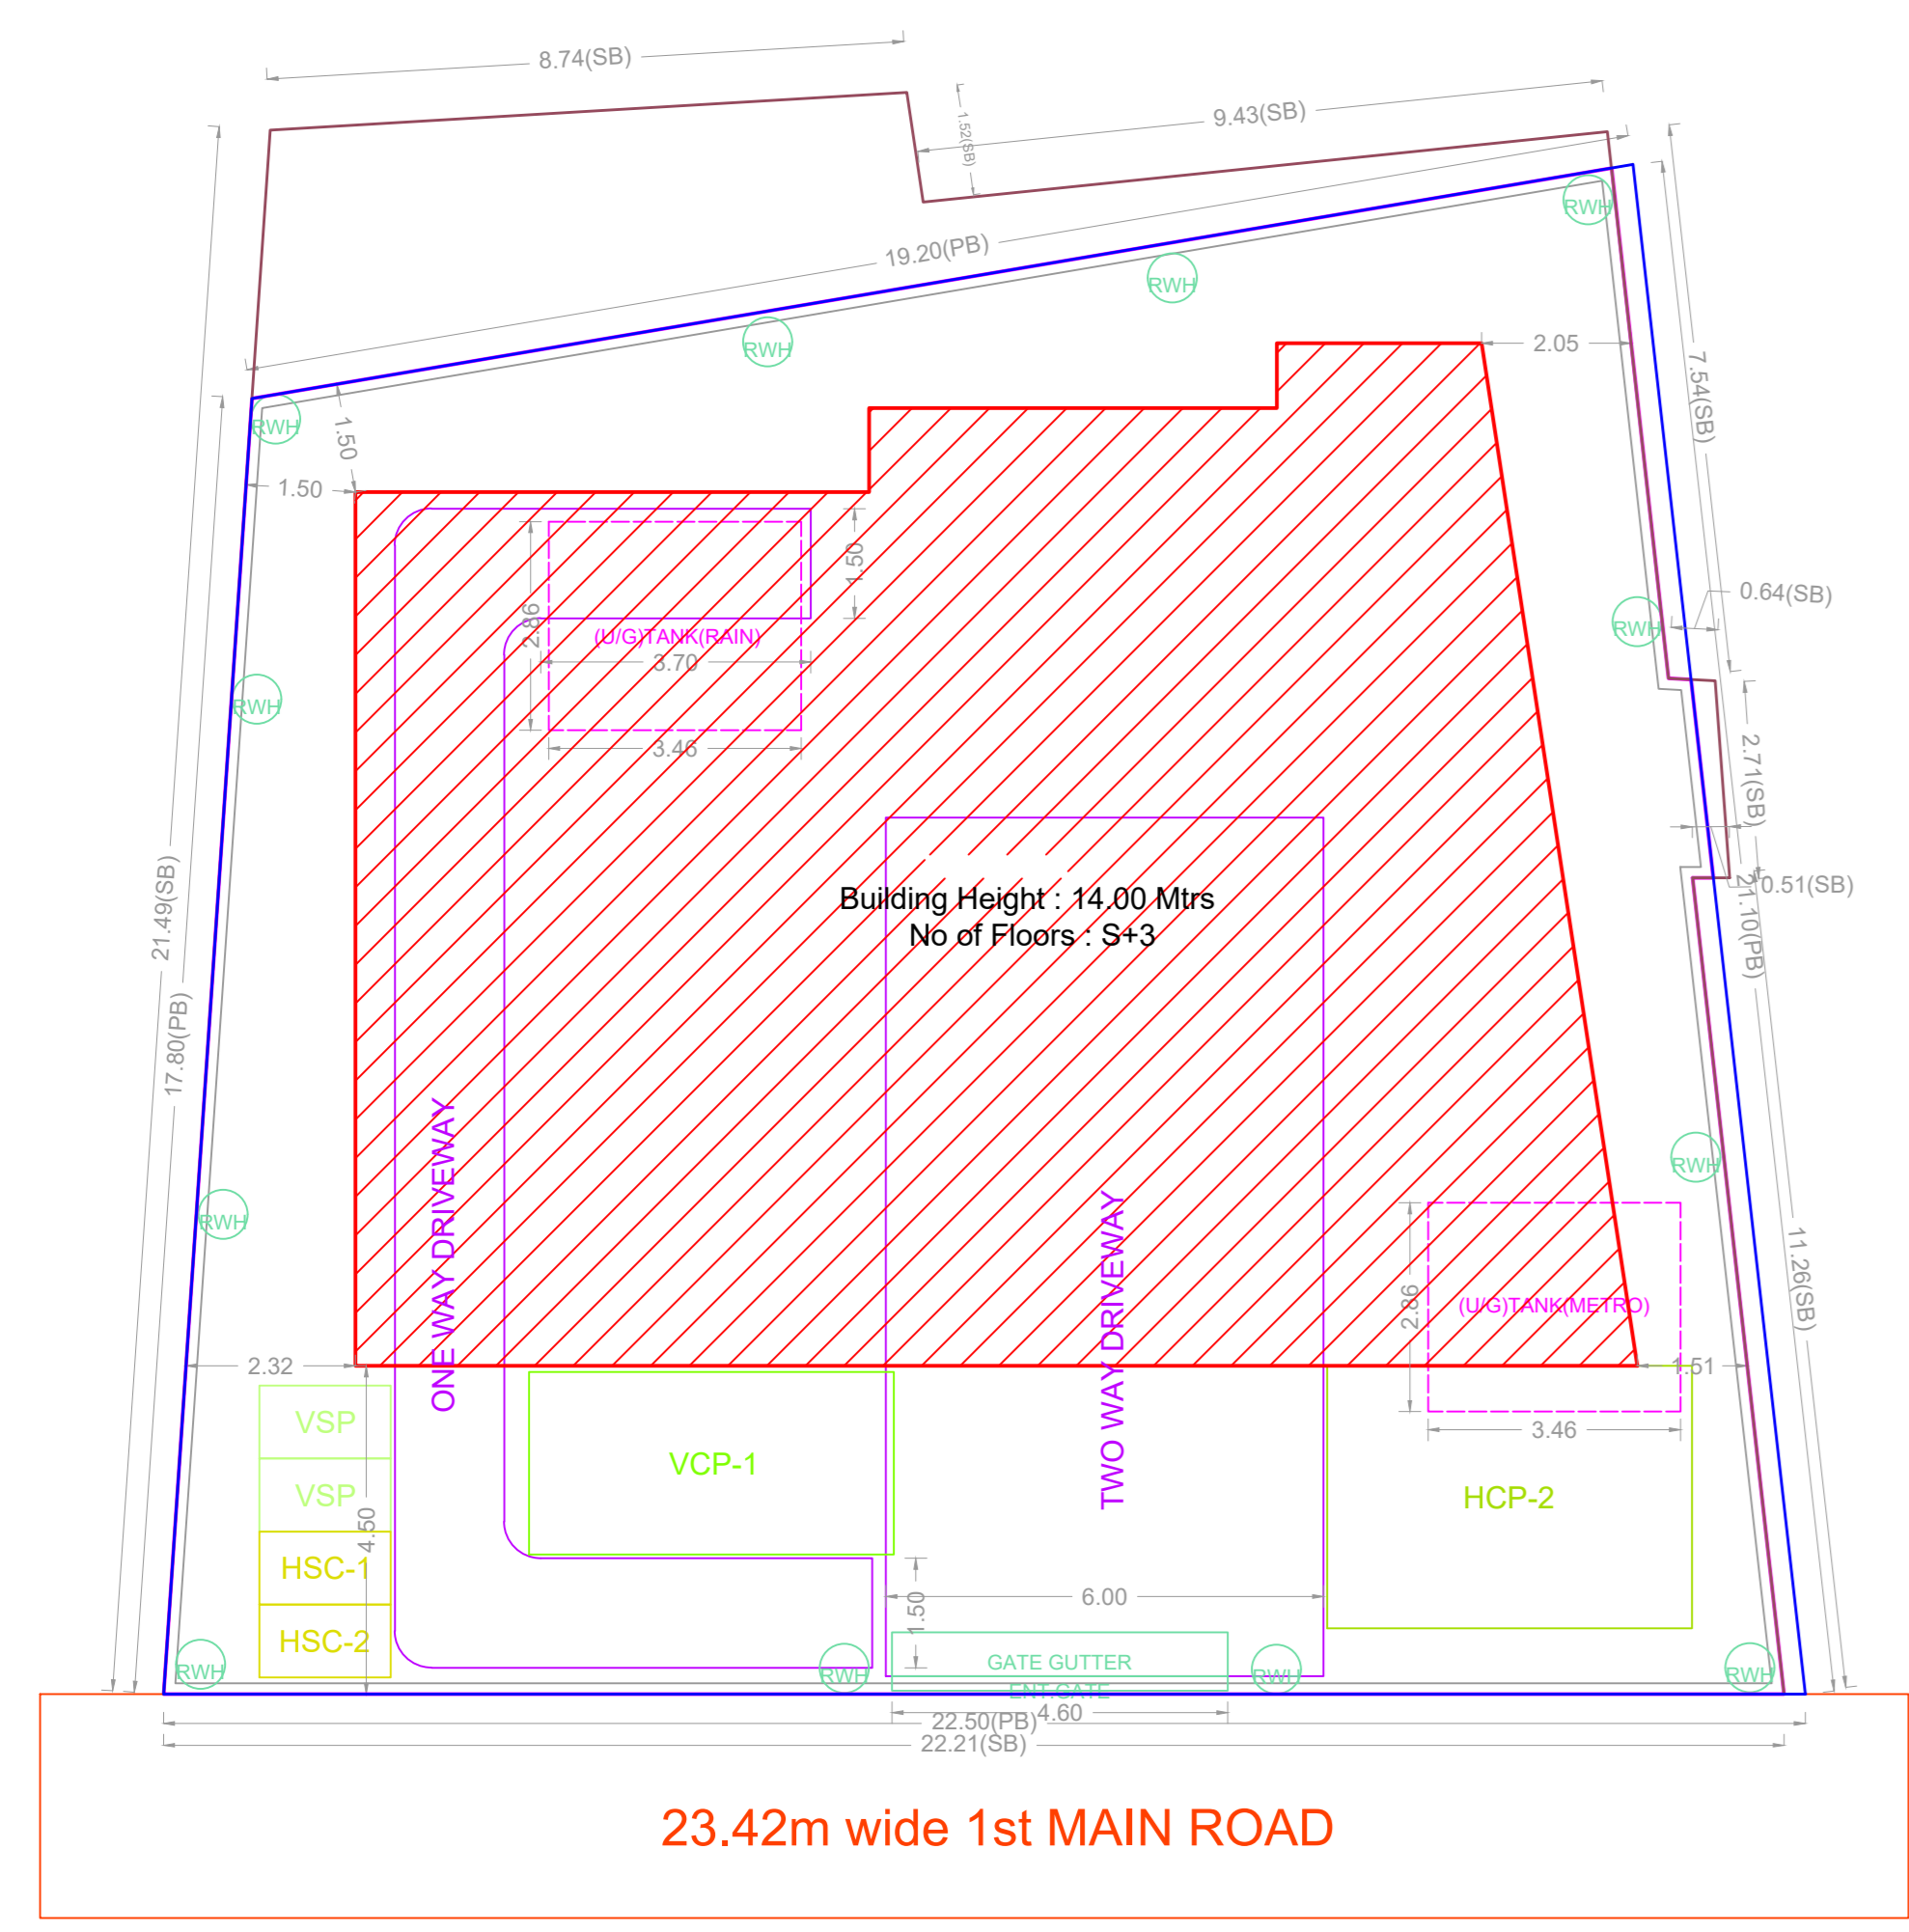 8.74(SB)
1.52(SB)
9.43(SB)
19.20(PB)
RWH
RWH
RWH
RWH
2.05
7.54(SB)
1.50
1.50
1.50
0.64(SB)
2.86
(U/G)TANK(RAIN)
3.70
3.46
RWH
RWH
2.71(SB)
0.51(SB)
21.10(PB)
21.49(SB)
17.80(PB)
Building Height : 14.00 Mtrs
No of Floors : S+3
RWH
RWH
ONE WAY DRIVEWAY
TWO WAY DRIVEWAY
2.86
(U/G)TANK(METRO)
11.26(SB)
2.32
1.51
3.46
VSP
VSP
VCP-1
HCP-2
4.50
HSC-1
HSC-2
1.50
6.00
RWH
RWH
GATE GUTTER
RWH
RWH
ENT.GATE
4.60
22.50(PB)
22.21(SB)
23.42m wide 1st MAIN ROAD